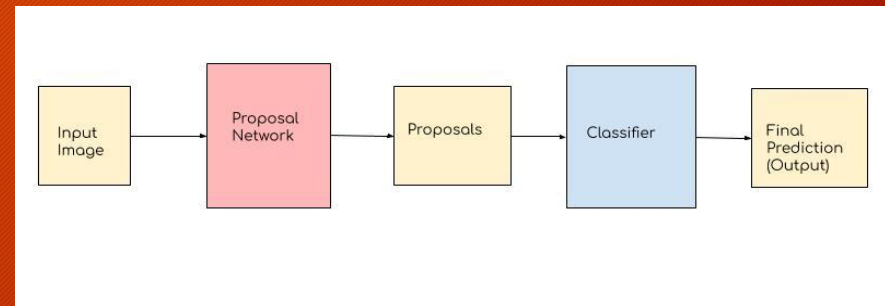 Input
Image
Proposal
Network
Proposals
Classifier
Final
Prediction
(Output)